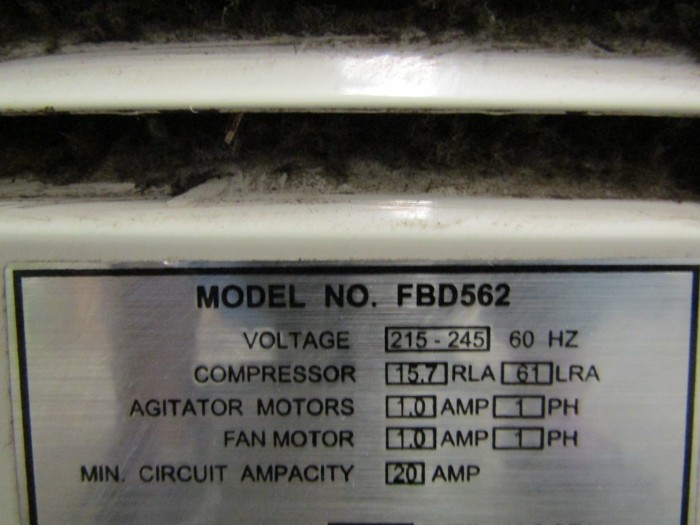 MODEL NO. FBD562
VOLTAGE 215 - 245 60 HZ
COMPRESSOR 15.7 RLA 61 LRA
AGITATOR MOTORS 1.0 AMP 1 PH
FAN MOTOR 1.0 AMP 1 PH
MIN. CIRCUIT AMPACITY 20 AMP